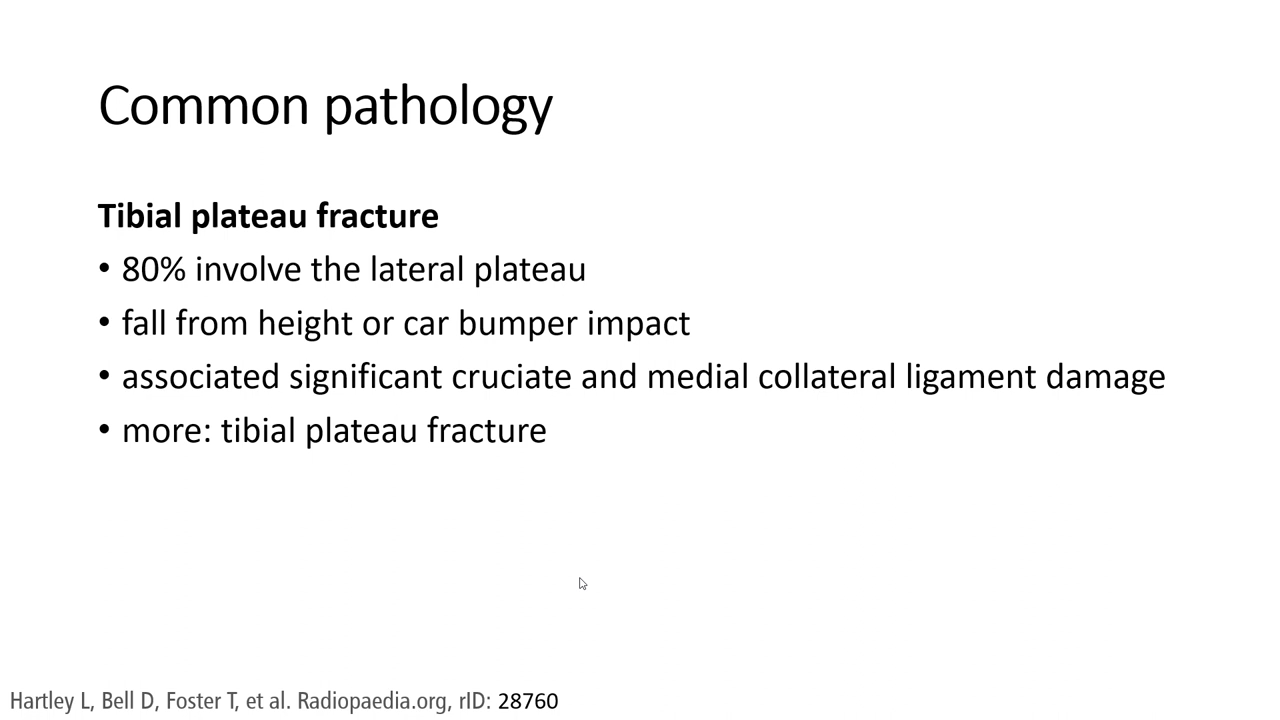 Common pathology
Tibial plateau fracture
• 80% involve the lateral plateau
• fall from height or car bumper impact
• associated significant cruciate and medial collateral ligament damage
• more: tibial plateau fracture
Hartley L, Bell D, Foster T, et al. Radiopaedia.org, rID: 28760